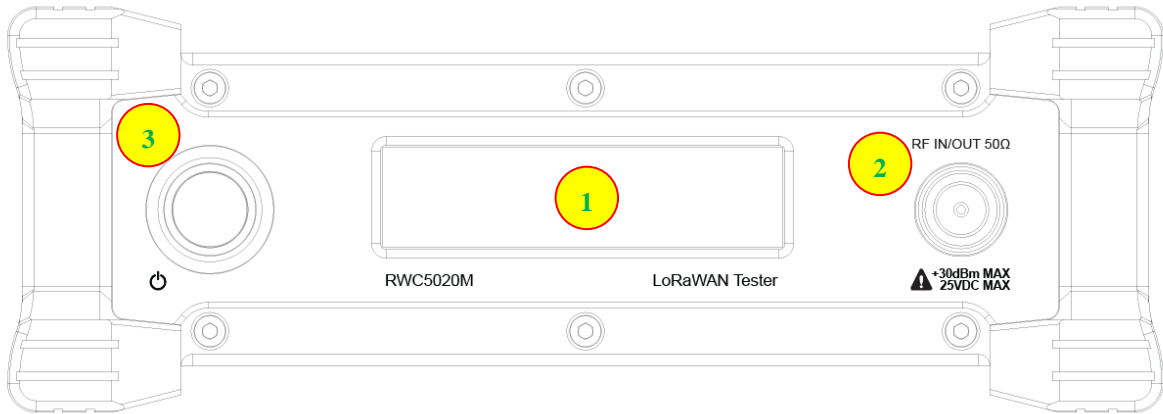 3
1
2
RF IN/OUT 50Ω
RWC5020M
LoRaWAN Tester
+30dBm MAX
25VDC MAX